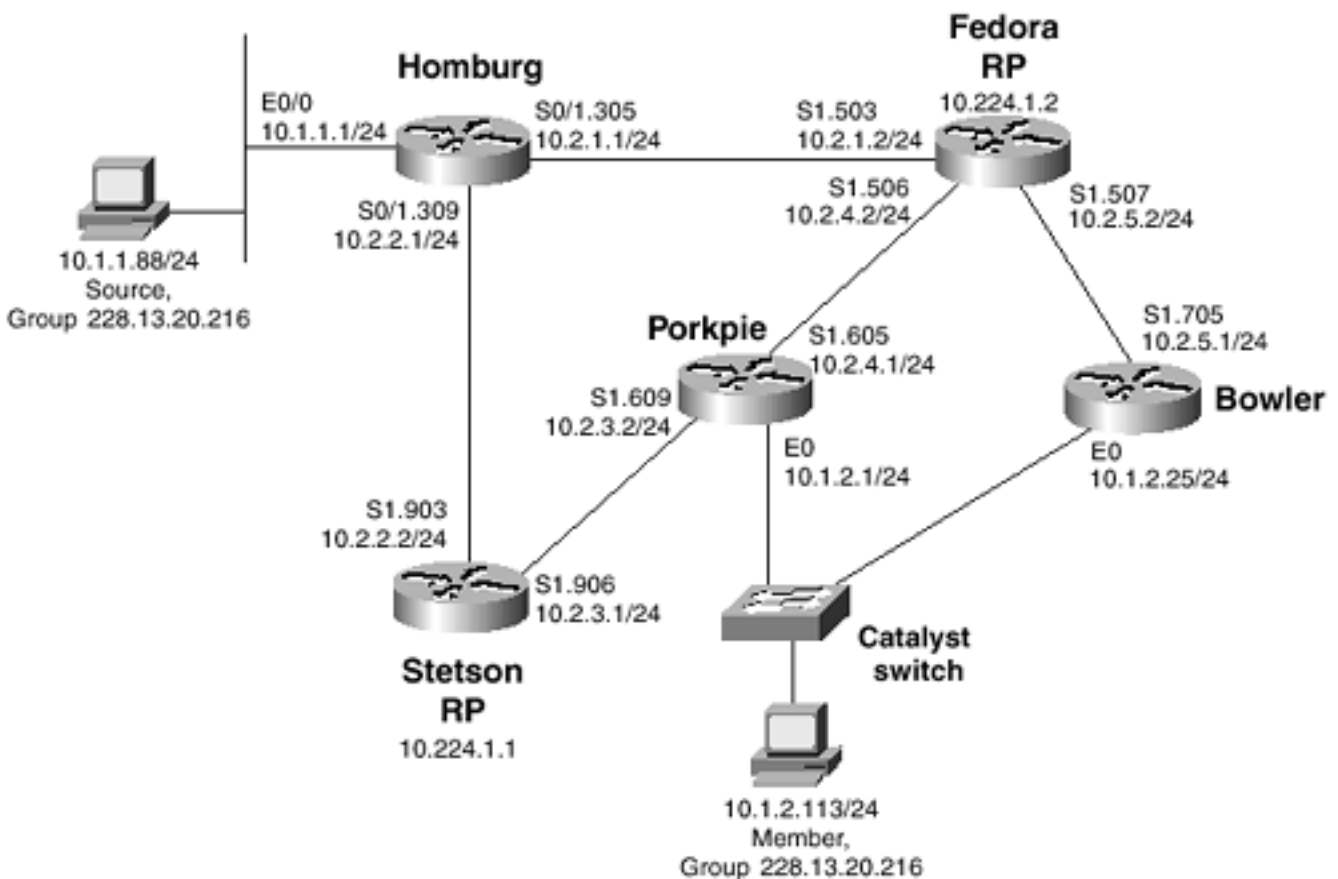 Homburg
E0/0
10.1.1.1/24
S0/1.305
10.2.1.1/24
S0/1.309
10.2.2.1/24
10.1.1.88/24
Source,
Group 228.13.20.216
Fedora
RP
10.224.1.2
S1.503
10.2.1.2/24
S1.506
10.2.4.2/24
S1.507
10.2.5.2/24
Porkpie
S1.605
10.2.4.1/24
S1.609
10.2.3.2/24
E0
10.1.2.1/24
S1.705
10.2.5.1/24
Bowler
E0
10.1.2.25/24
S1.903
10.2.2.2/24
S1.906
10.2.3.1/24
Stetson
RP
10.224.1.1
Catalyst
switch
10.1.2.113/24
Member,
Group 228.13.20.216